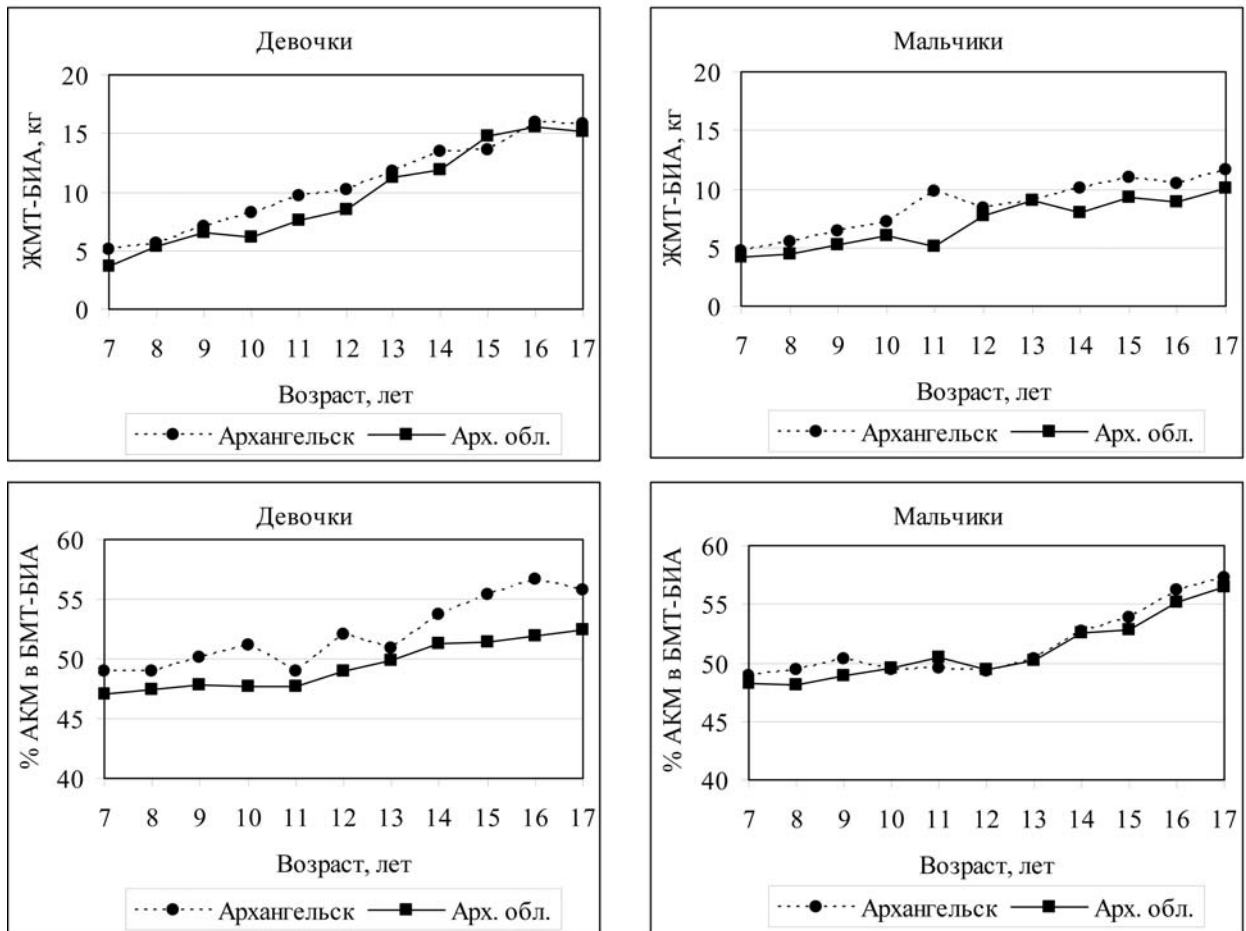 Девочки
ЖМТ-БИА, кг
20
15
10
5
0
7 8 9 10 11 12 13 14 15 16 17
Возраст, лет
Архангельск Арх. обл.
Мальчики
ЖМТ-БИА, кг
20
15
10
5
0
7 8 9 10 11 12 13 14 15 16 17
Возраст, лет
Архангельск Арх. обл.
Девочки
% АКМ в БМТ-БИА
60
55
50
45
40
7 8 9 10 11 12 13 14 15 16 17
Возраст, лет
Архангельск Арх. обл.
Мальчики
% АКМ в БМТ-БИА
60
55
50
45
40
7 8 9 10 11 12 13 14 15 16 17
Возраст, лет
Архангельск Арх. обл.